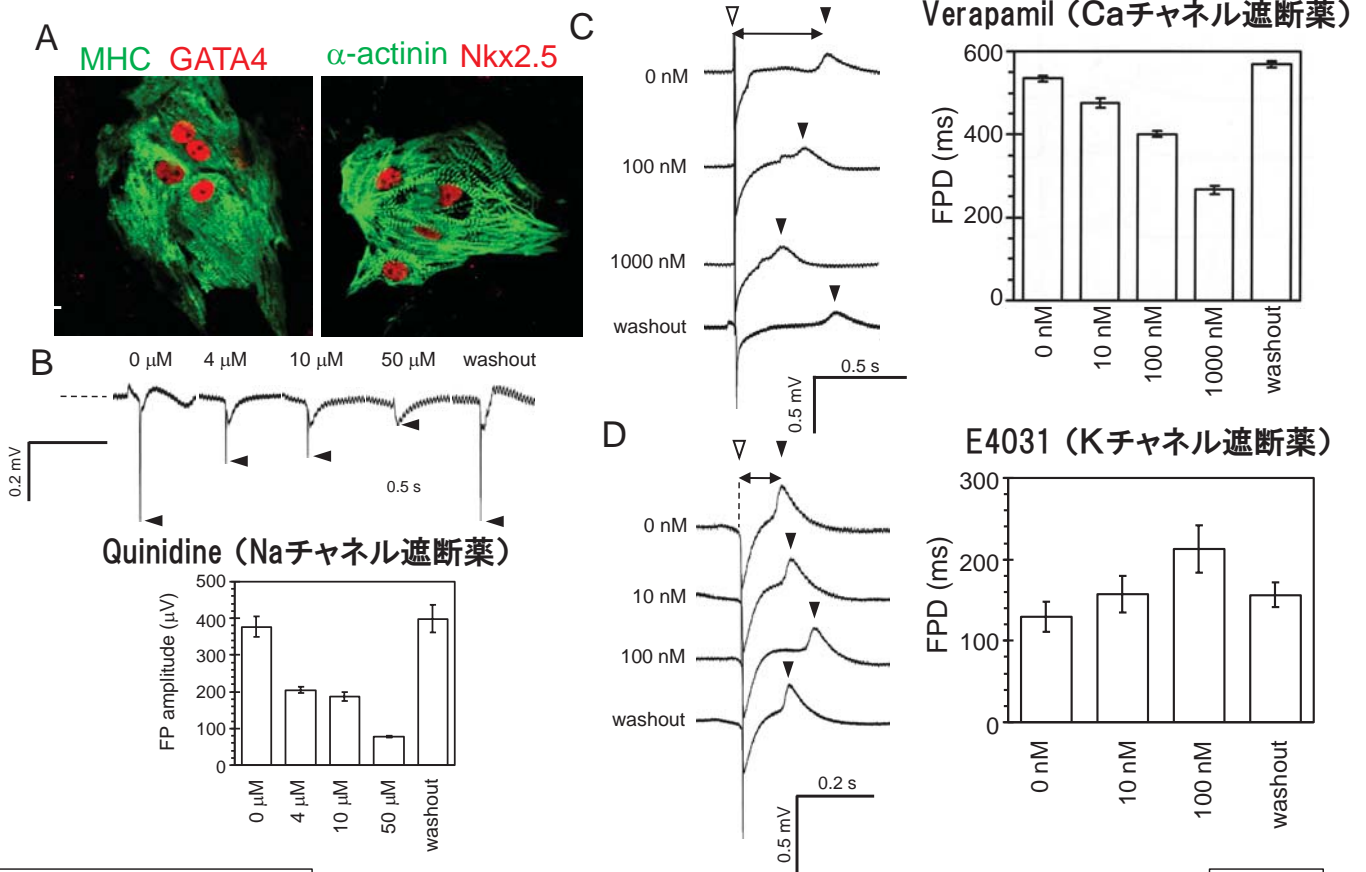 A
MHC GATA4
α-actinin Nkx2.5
B
0 μM 4 μM 10 μM 50 μM washout
0.2 mV
0.5 s
Quinidine（Naチャネル遮断薬）
FP amplitude (μV)
500
400
300
200
100
0
0 μM
4 μM
10 μM
50 μM
washout
C
0 nM
100 nM
1000 nM
washout
0.5 s
0.5 mV
Verapamil（Caチャネル遮断薬）
FPD (ms)
600
400
200
0
0 nM
10 nM
100 nM
1000 nM
washout
D
0 nM
10 nM
100 nM
washout
0.2 s
0.5 mV
E4031（Kチャネル遮断薬）
FPD (ms)
300
200
100
0
0 nM
10 nM
100 nM
washout